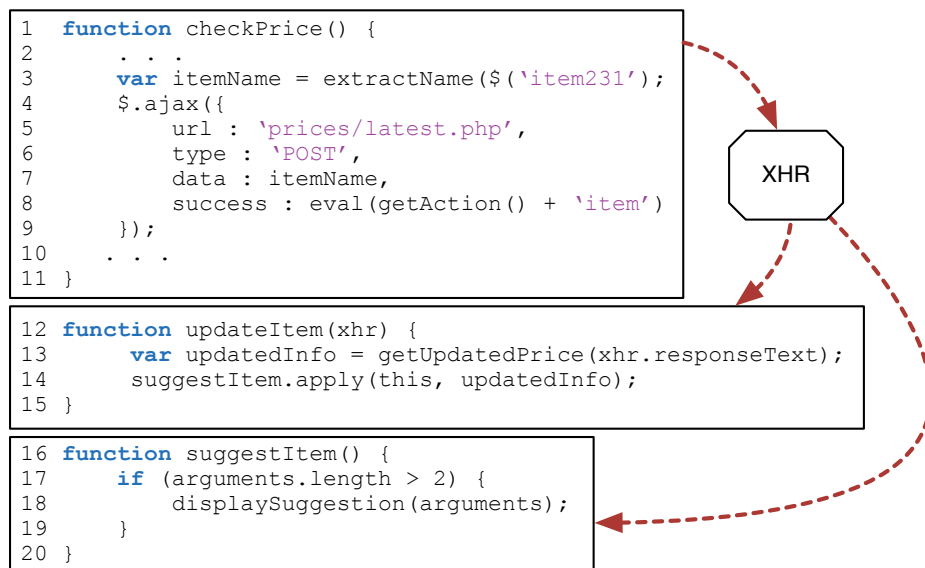 1 function checkPrice() {
2 . . .
3 var itemName = extractName($(‘item231’);
4 $.ajax({
5 url : ‘prices/latest.php’,
6 type : ‘POST’,
7 data : itemName,
8 success : eval(getAction() + ‘item’)
9 });
10 . . .
11 }
XHR
12 function updateItem(xhr) {
13 var updatedInfo = getUpdatedPrice(xhr.responseText);
14 suggestItem.apply(this, updatedInfo);
15 }
16 function suggestItem() {
17 if (arguments.length > 2) {
18 displaySuggestion(arguments);
19 }
20 }